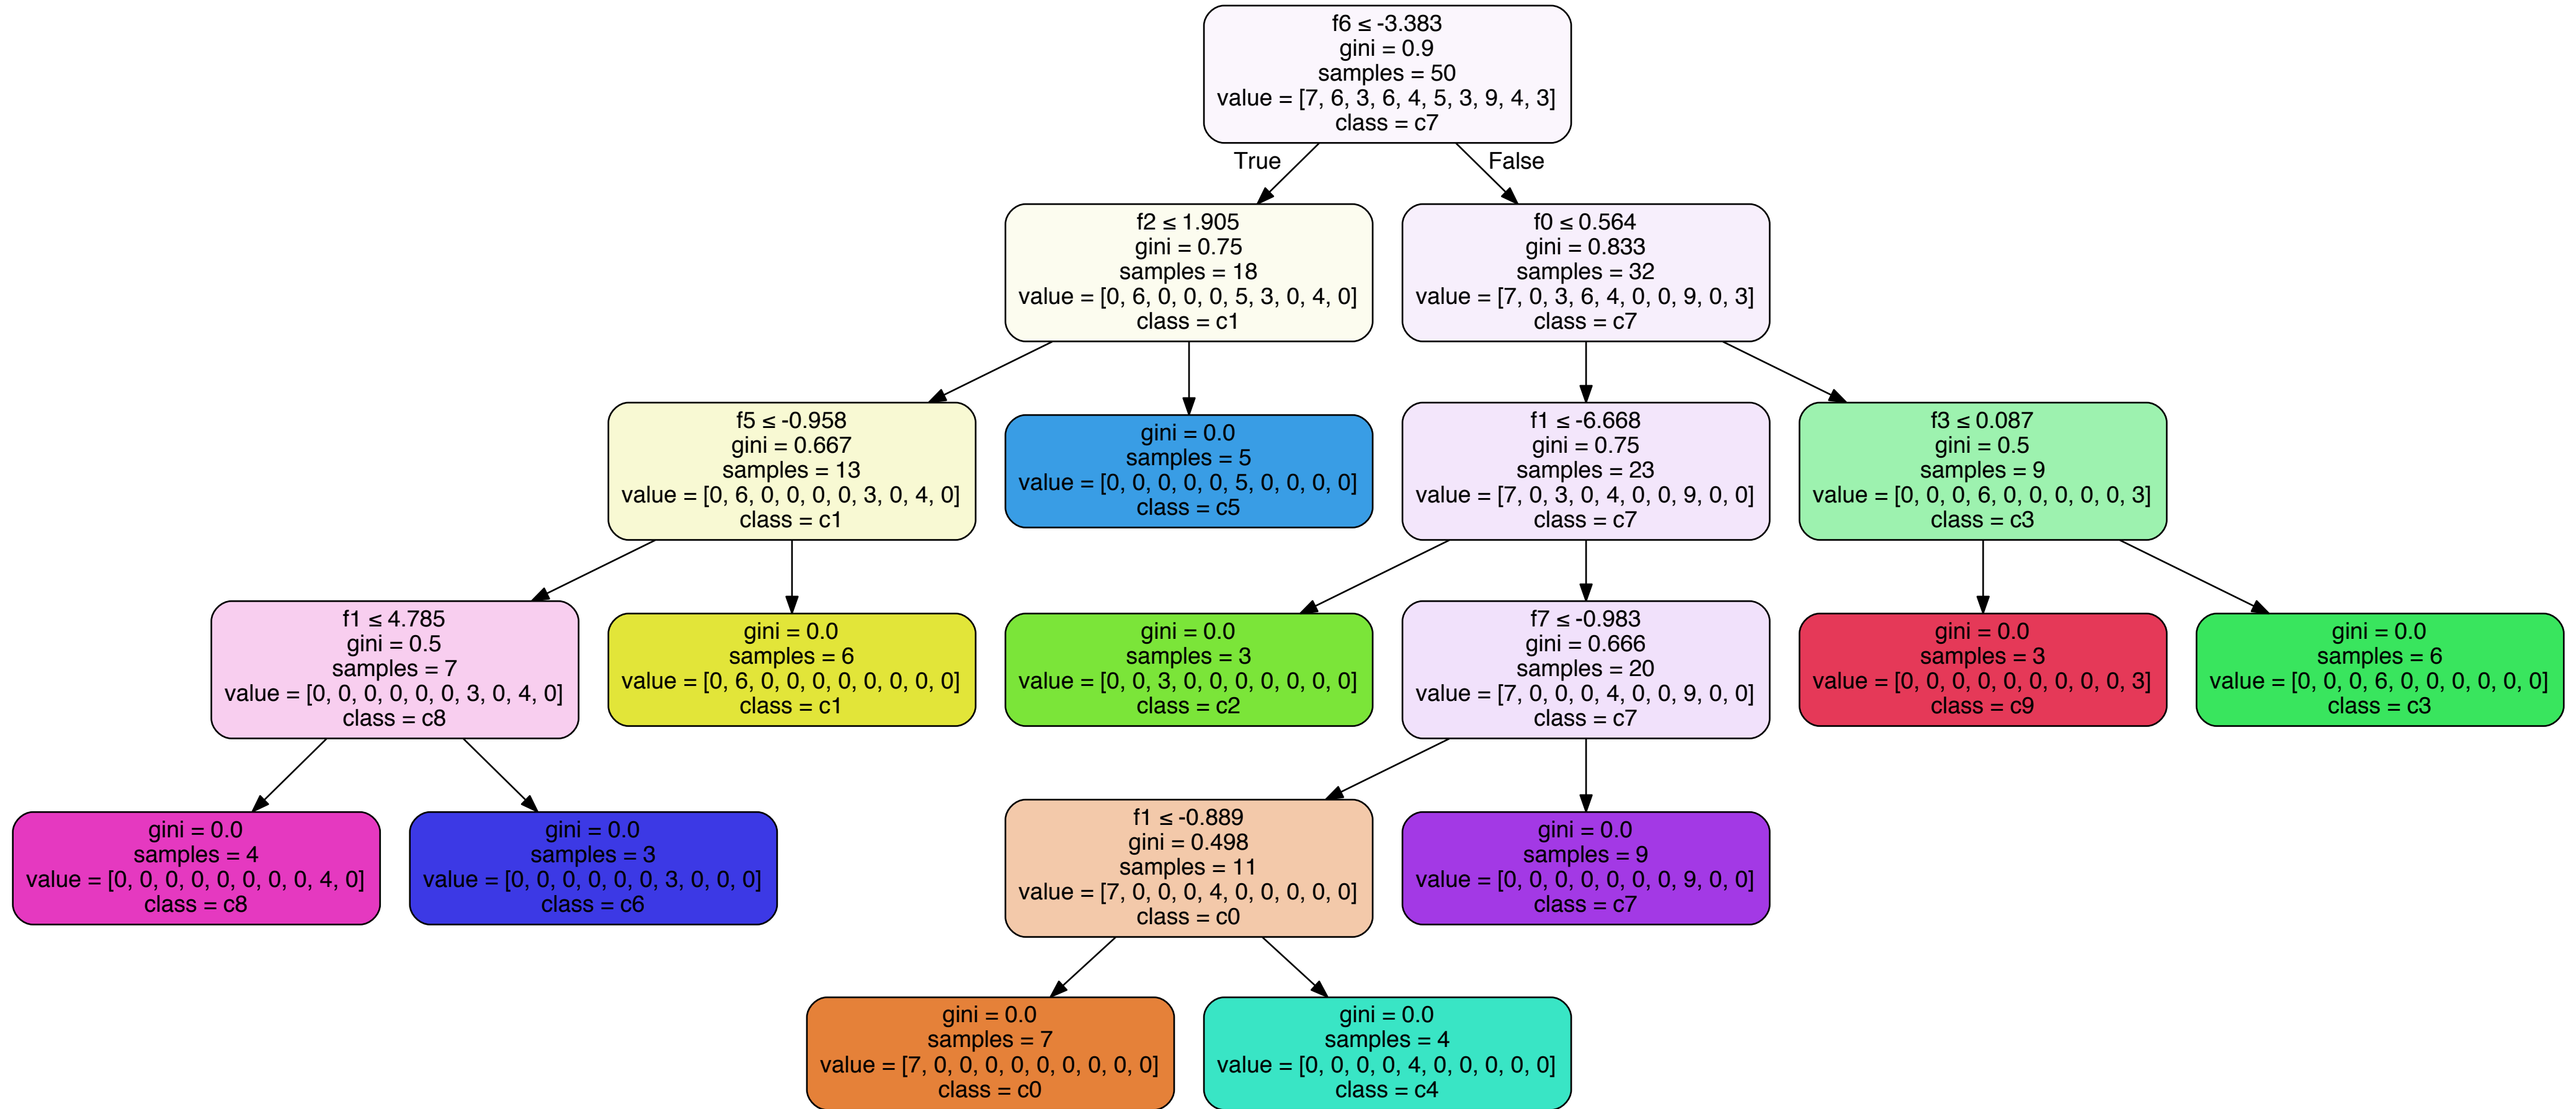 f6 ≤ -3.383
gini = 0.9
samples = 50
value = [7, 6, 3, 6, 4, 5, 3, 9, 4, 3]
class = c7
True
False
f2 ≤ 1.905
gini = 0.75
samples = 18
value = [0, 6, 0, 0, 0, 5, 3, 0, 4, 0]
class = c1
f0 ≤ 0.564
gini = 0.833
samples = 32
value = [7, 0, 3, 6, 4, 0, 0, 9, 0, 3]
class = c7
f5 ≤ -0.958
gini = 0.667
samples = 13
value = [0, 6, 0, 0, 0, 0, 3, 0, 4, 0]
class = c1
gini = 0.0
samples = 5
value = [0, 0, 0, 0, 0, 5, 0, 0, 0, 0]
class = c5
f1 ≤ -6.668
gini = 0.75
samples = 23
value = [7, 0, 3, 0, 4, 0, 0, 9, 0, 0]
class = c7
f3 ≤ 0.087
gini = 0.5
samples = 9
value = [0, 0, 0, 6, 0, 0, 0, 0, 0, 3]
class = c3
f1 ≤ 4.785
gini = 0.5
samples = 7
value = [0, 0, 0, 0, 0, 0, 3, 0, 4, 0]
class = c8
gini = 0.0
samples = 6
value = [0, 6, 0, 0, 0, 0, 0, 0, 0, 0]
class = c1
gini = 0.0
samples = 3
value = [0, 0, 3, 0, 0, 0, 0, 0, 0, 0]
class = c2
f7 ≤ -0.983
gini = 0.666
samples = 20
value = [7, 0, 0, 0, 4, 0, 0, 9, 0, 0]
class = c7
gini = 0.0
samples = 3
value = [0, 0, 0, 0, 0, 0, 0, 0, 0, 3]
class = c9
gini = 0.0
samples = 6
value = [0, 0, 0, 6, 0, 0, 0, 0, 0, 0]
class = c3
gini = 0.0
samples = 4
value = [0, 0, 0, 0, 0, 0, 0, 0, 4, 0]
class = c8
gini = 0.0
samples = 3
value = [0, 0, 0, 0, 0, 0, 3, 0, 0, 0]
class = c6
f1 ≤ -0.889
gini = 0.498
samples = 11
value = [7, 0, 0, 0, 4, 0, 0, 0, 0, 0]
class = c0
gini = 0.0
samples = 9
value = [0, 0, 0, 0, 0, 0, 0, 9, 0, 0]
class = c7
gini = 0.0
samples = 7
value = [7, 0, 0, 0, 0, 0, 0, 0, 0, 0]
class = c0
gini = 0.0
samples = 4
value = [0, 0, 0, 0, 4, 0, 0, 0, 0, 0]
class = c4